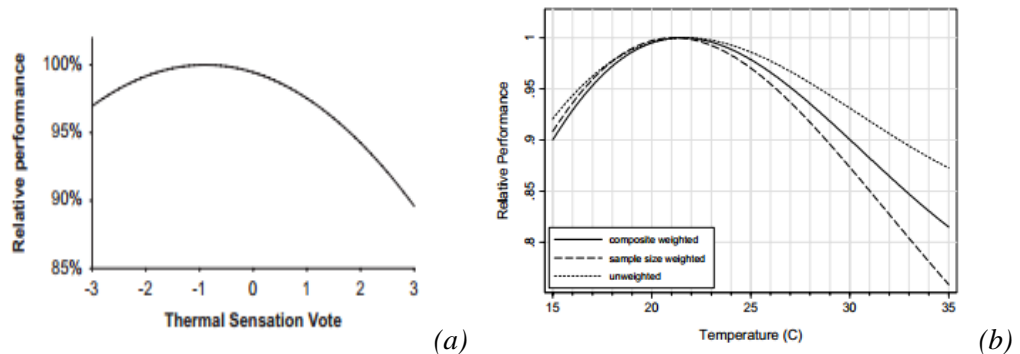 Relative performance
100%
95%
90%
85%
-3 -2 -1 0 1 2 3
Thermal Sensation Vote
(a)
Relative Performance
1
.95
.9
.85
.8
composite weighted
sample size weighted
unweighted
15 20 25 30 35
Temperature (C)
(b)